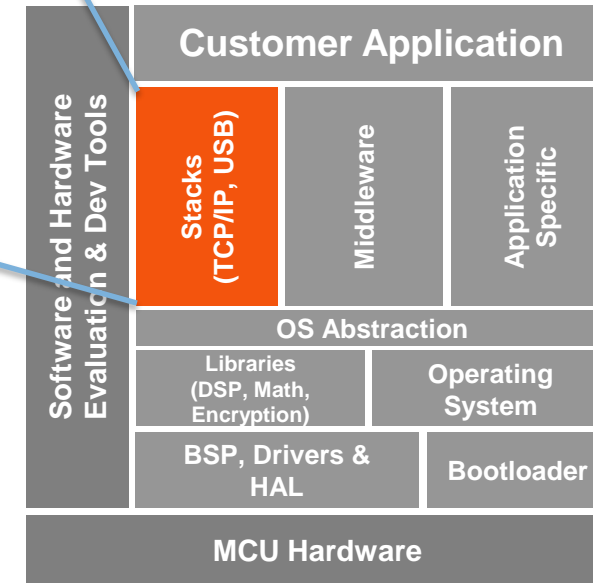 Customer Application
Software and Hardware
Evaluation & Dev Tools
Stacks
(TCP/IP, USB)
Middleware
Application
Specific
OS Abstraction
Libraries
(DSP, Math,
Encryption)
Operating
System
BSP, Drivers &
HAL
Bootloader
MCU Hardware